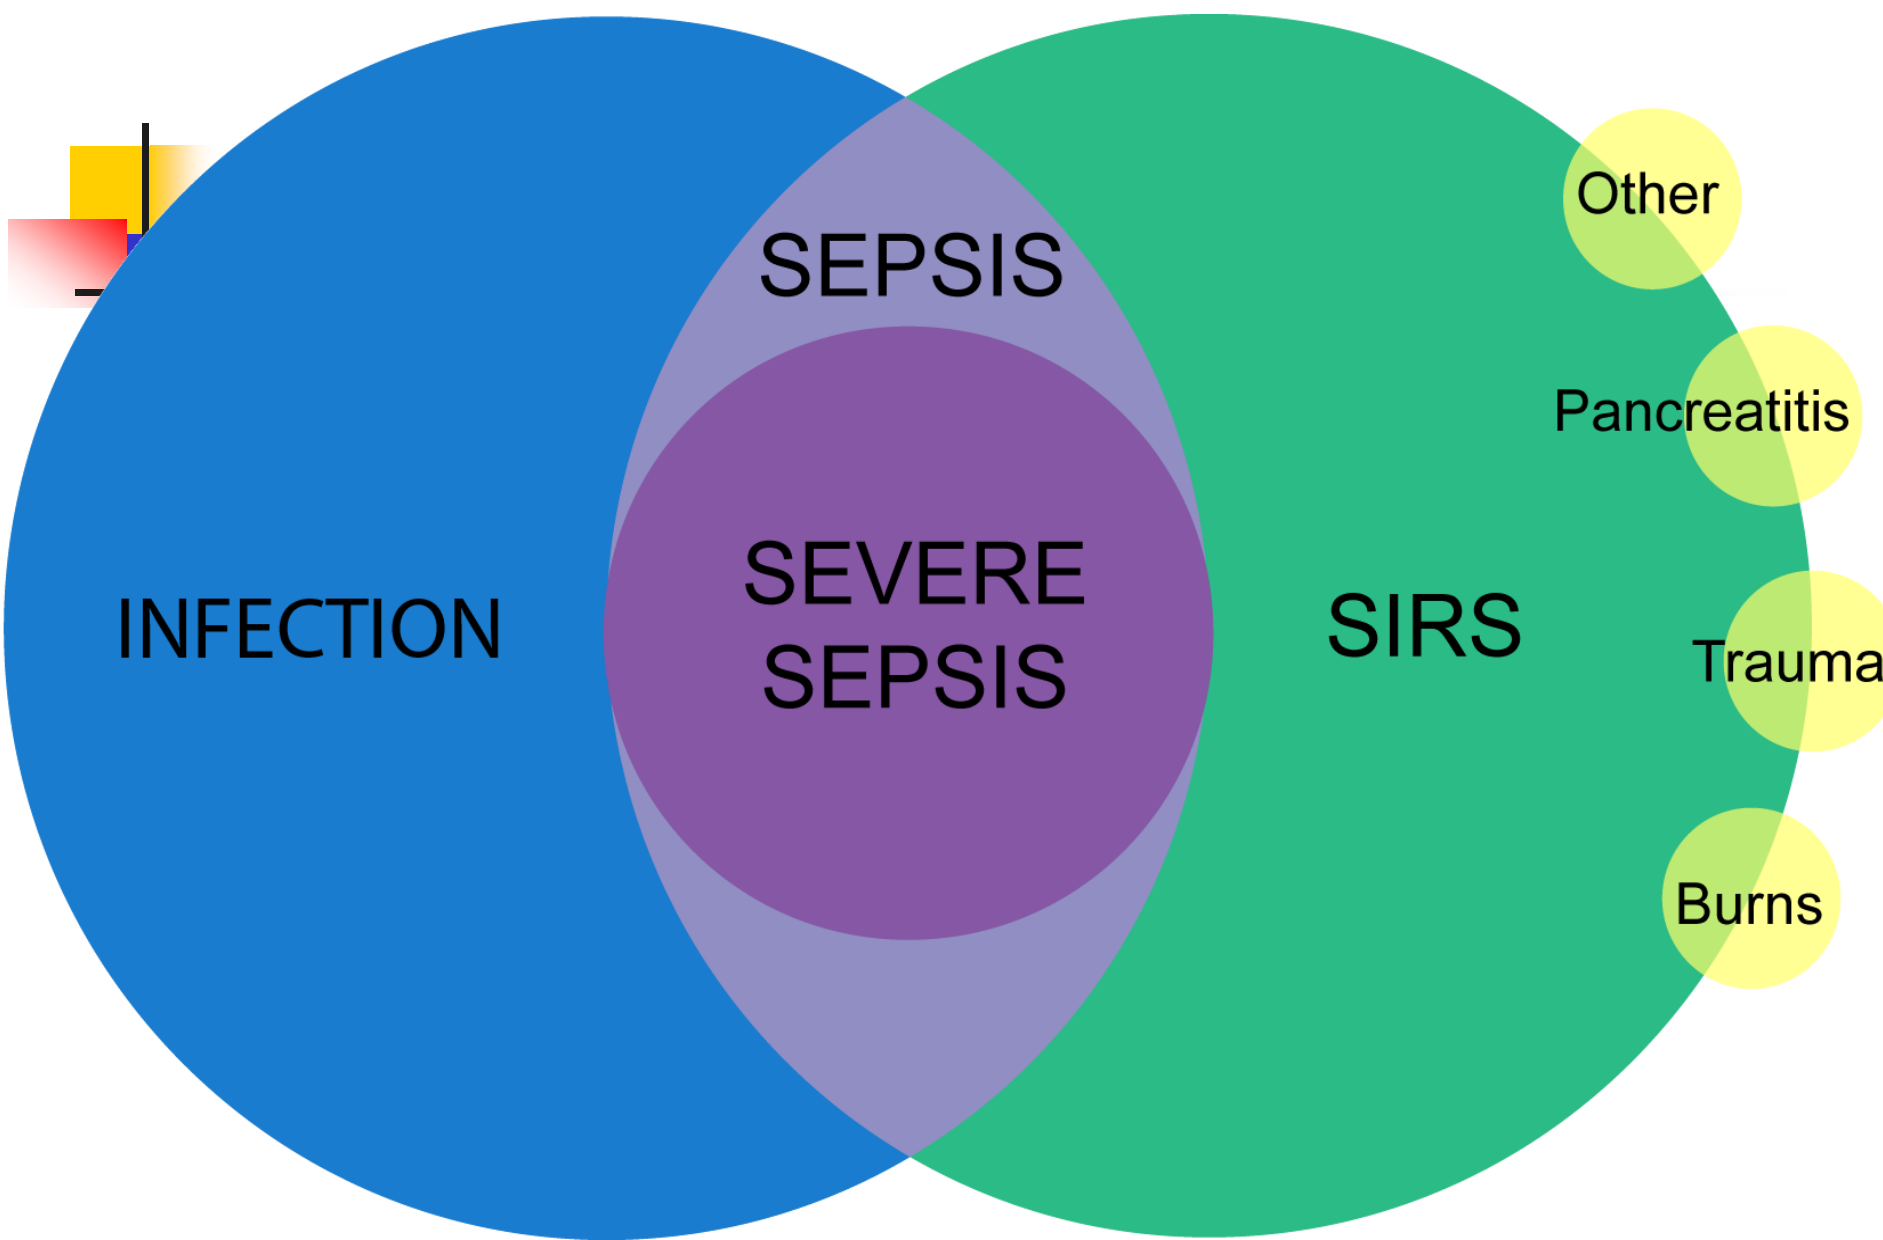 Other
SEPSIS
Pancreatitis
SEVERE
SEPSIS
INFECTION
SIRS
Trauma
Burns